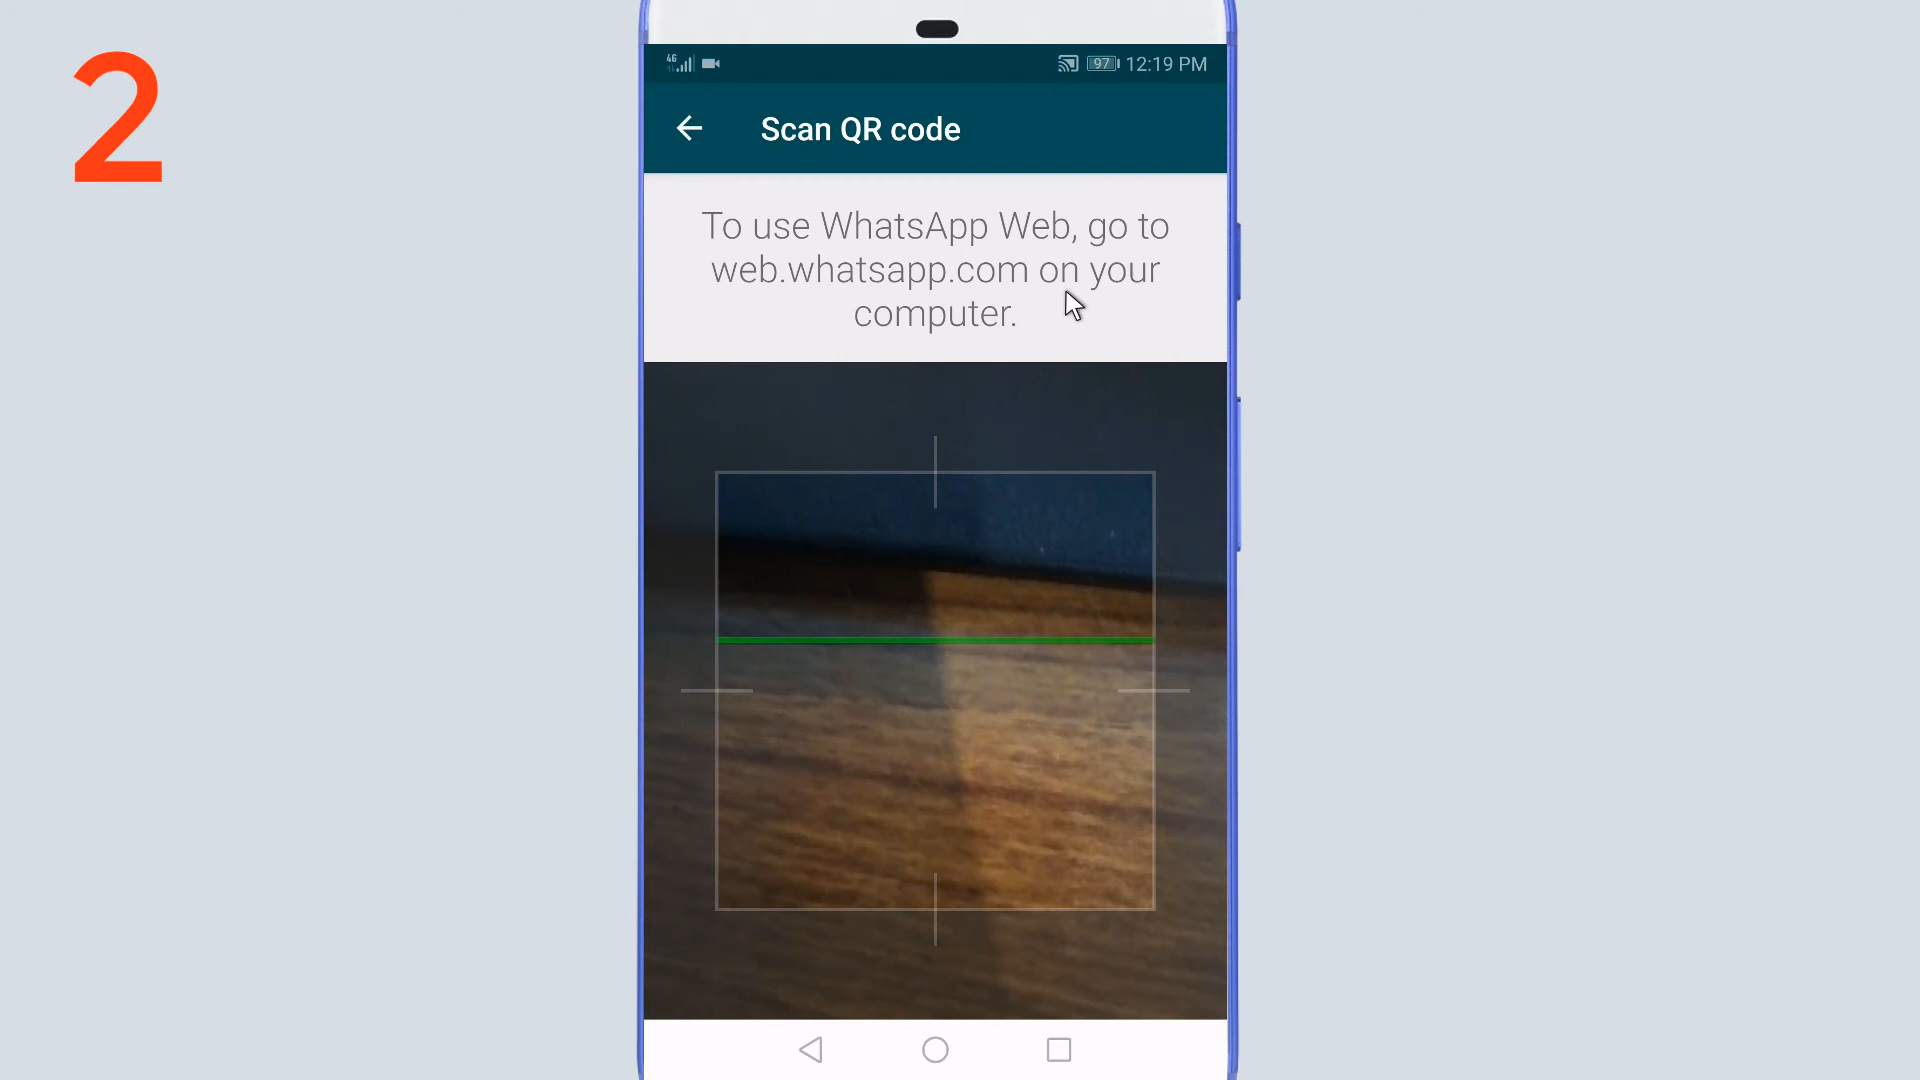 2
4G
97 12:19 PM
Scan QR code
To use WhatsApp Web, go to
web.whatsapp.com on your
computer.